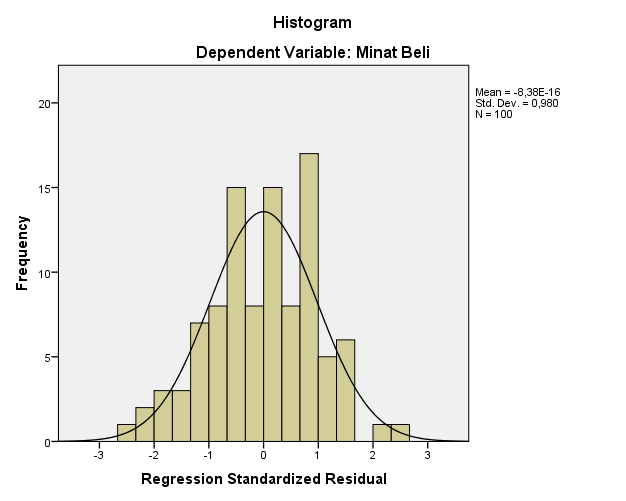 Histogram
Dependent Variable: Minat Beli
Mean = -8,38E-16
Std. Dev. = 0,980
N = 100
Frequency
20
15
10
5
0
-3 -2 -1 0 1 2 3
Regression Standardized Residual